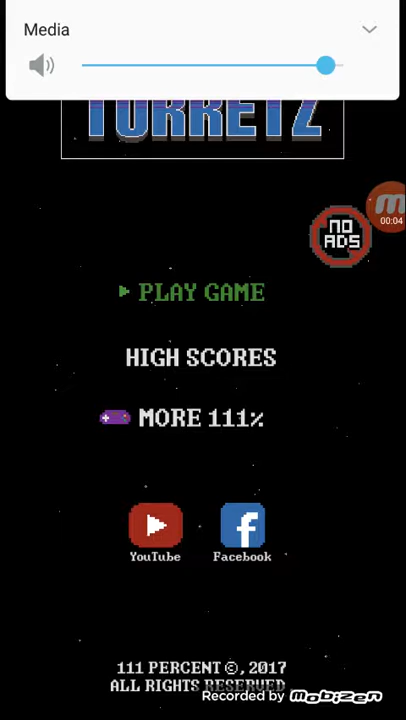 Media
TURRETZ
00:04
NO
ADS
PLAY GAME
HIGH SCORES
MORE 111%
YouTube
Facebook
111 PERCENT ©, 2017
ALL RIGHTS RESERVED
Recorded by MOBIZEN